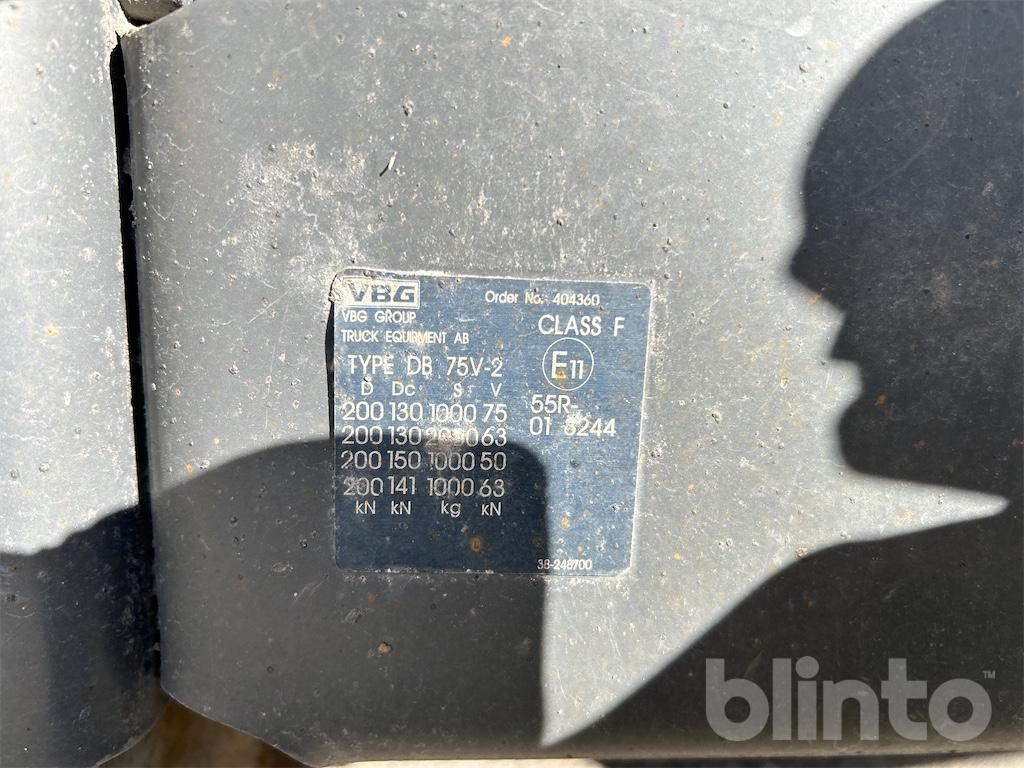 VBG
Order No: 404360
VBG GROUP
TRUCK EQUIPMENT AB
CLASS F
TYPE DB 75V-2
E11
D Dc S V
200 130 1000 75
55R-
200 130 63
01
200 150 1000 50
200 141 1000 63
kN kN kg kN
38-248700
blinto™